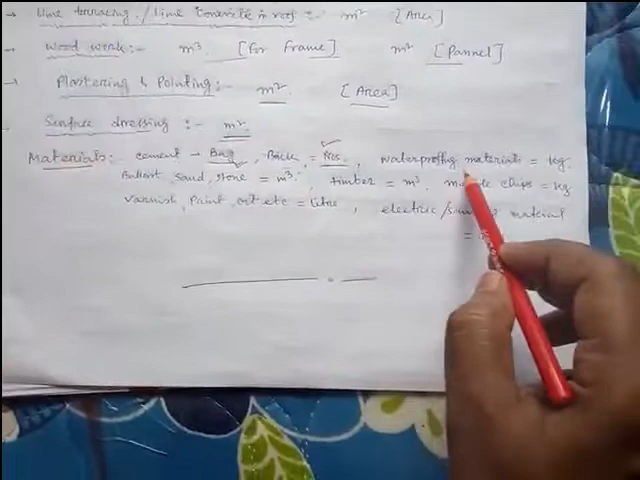 → Lime terracing / Lime concrete in roof :- m² [Area]
→ Wood work :- m³ [For Frame] m² [Pannel]
→ Plastering & Pointing :- m² [Area]
Surface dressing :- m²
Materials: cement → Bag, Brick = Nos, waterproffing materials = kg.
Ballast, sand, stone = m³, timber = m³. chips = kg
varnish, Paint, oil etc = litre, electric/ material
=